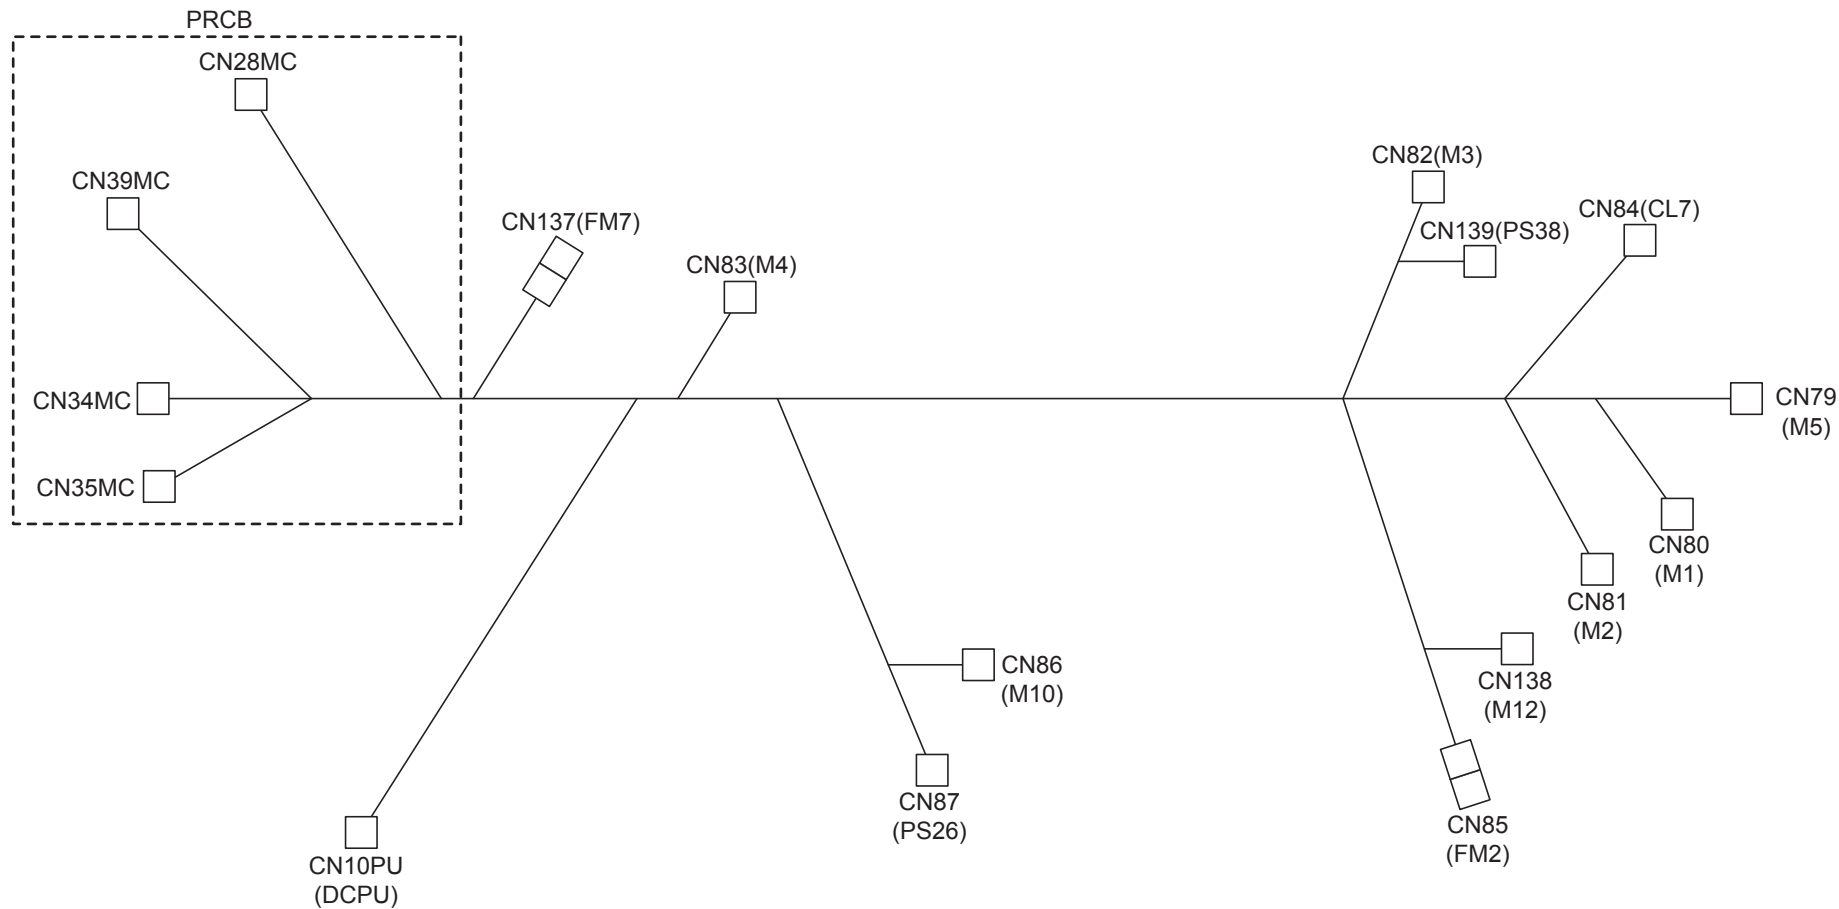 PRCB
CN28MC
CN39MC
CN34MC
CN35MC
CN137(FM7)
CN83(M4)
CN82(M3)
CN139(PS38)
CN84(CL7)
CN79
(M5)
CN80
(M1)
CN81
(M2)
CN86
(M10)
CN138
(M12)
CN87
(PS26)
CN85
(FM2)
CN10PU
(DCPU)